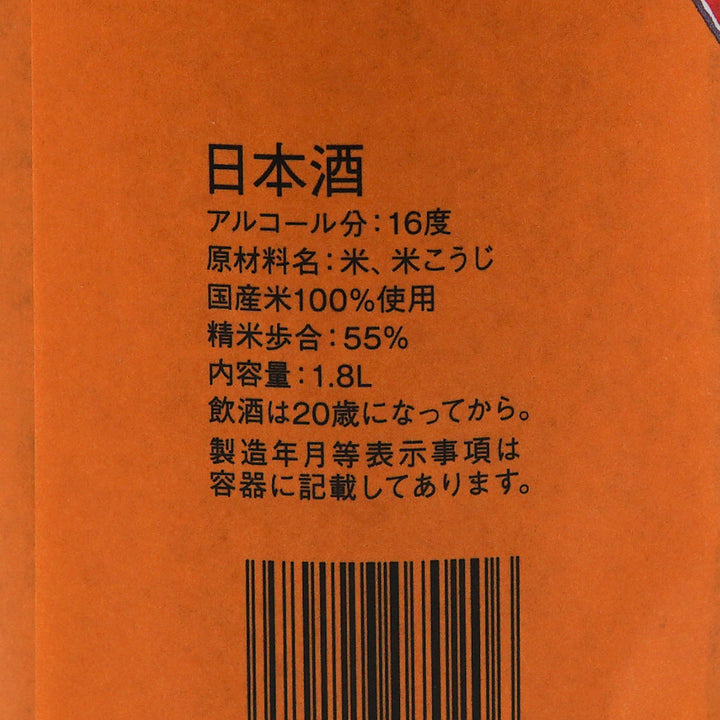 日本酒
アルコール分：16度
原材料名：米、米こうじ
国産米100%使用
精米歩合：55%
内容量：1.8L
飲酒は20歳になってから。
製造年月等表示事項は
容器に記載してあります。